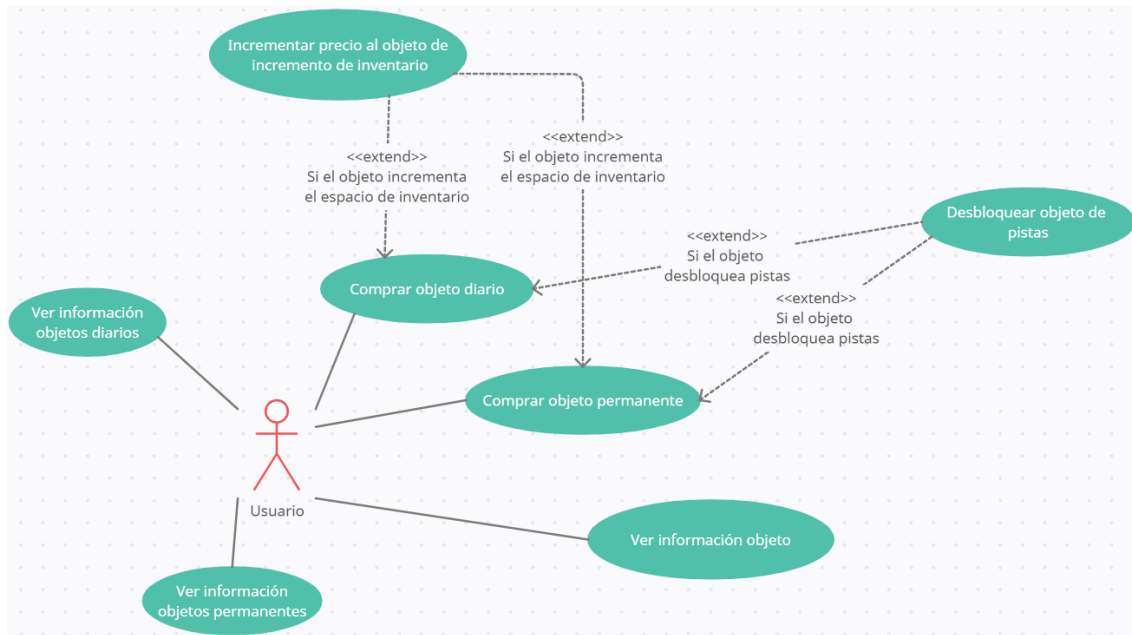 Incrementar precio al objeto de
incremento de inventario
<<extend>>
Si el objeto incrementa
el espacio de inventario
<<extend>>
Si el objeto incrementa
el espacio de inventario
Desbloquear objeto de
pistas
<<extend>>
Si el objeto
desbloquea pistas
<<extend>>
Si el objeto
desbloquea pistas
Comprar objeto diario
Ver información
objetos diarios
Comprar objeto permanente
Usuario
Ver información objeto
Ver información
objetos permanentes